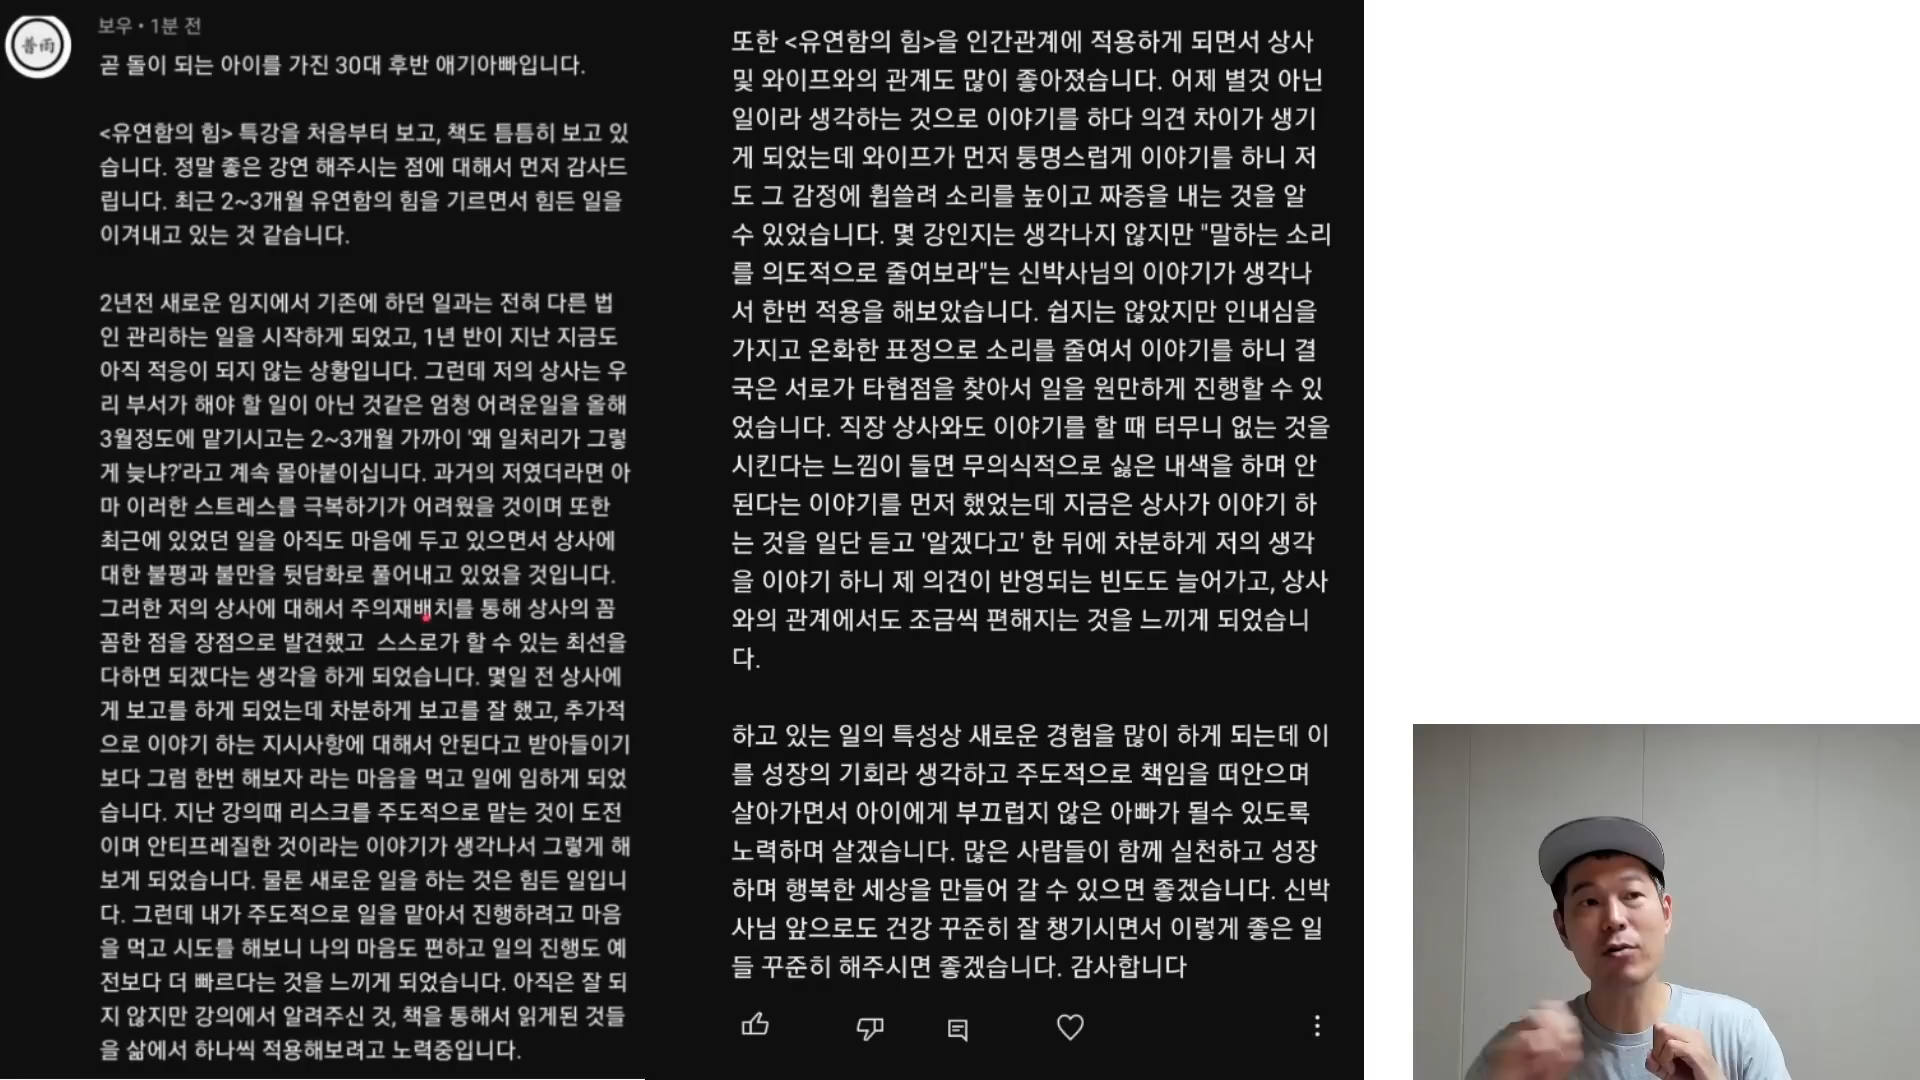 普雨
보우 • 1분 전
곧 돌이 되는 아이를 가진 30대 후반 애기아빠입니다.
<유연함의 힘> 특강을 처음부터 보고, 책도 틈틈히 보고 있
습니다. 정말 좋은 강연 해주시는 점에 대해서 먼저 감사드
립니다. 최근 2~3개월 유연함의 힘을 기르면서 힘든 일을
이겨내고 있는 것 같습니다.
2년전 새로운 임지에서 기존에 하던 일과는 전혀 다른 법
인 관리하는 일을 시작하게 되었고, 1년 반이 지난 지금도
아직 적응이 되지 않는 상황입니다. 그런데 저의 상사는 우
리 부서가 해야 할 일이 아닌 것같은 엄청 어려운일을 올해
3월정도에 맡기시고는 2~3개월 가까이 '왜 일처리가 그렇
게 늦냐?'라고 계속 몰아붙이십니다. 과거의 저였더라면 아
마 이러한 스트레스를 극복하기가 어려웠을 것이며 또한
최근에 있었던 일을 아직도 마음에 두고 있으면서 상사에
대한 불평과 불만을 뒷담화로 풀어내고 있었을 것입니다.
그러한 저의 상사에 대해서 주의재배치를 통해 상사의 꼼
꼼한 점을 장점으로 발견했고 스스로가 할 수 있는 최선을
다하면 되겠다는 생각을 하게 되었습니다. 몇일 전 상사에
게 보고를 하게 되었는데 차분하게 보고를 잘 했고, 추가적
으로 이야기 하는 지시사항에 대해서 안된다고 받아들이기
보다 그럼 한번 해보자 라는 마음을 먹고 일에 임하게 되었
습니다. 지난 강의때 리스크를 주도적으로 맡는 것이 도전
이며 안티프레질한 것이라는 이야기가 생각나서 그렇게 해
보게 되었습니다. 물론 새로운 일을 하는 것은 힘든 일입니
다. 그런데 내가 주도적으로 일을 맡아서 진행하려고 마음
을 먹고 시도를 해보니 나의 마음도 편하고 일의 진행도 예
전보다 더 빠르다는 것을 느끼게 되었습니다. 아직은 잘 되
지 않지만 강의에서 알려주신 것, 책을 통해서 읽게된 것들
을 삶에서 하나씩 적용해보려고 노력중입니다.
또한 <유연함의 힘>을 인간관계에 적용하게 되면서 상사
및 와이프와의 관계도 많이 좋아졌습니다. 어제 별것 아닌
일이라 생각하는 것으로 이야기를 하다 의견 차이가 생기
게 되었는데 와이프가 먼저 퉁명스럽게 이야기를 하니 저
도 그 감정에 휩쓸려 소리를 높이고 짜증을 내는 것을 알
수 있었습니다. 몇 강인지는 생각나지 않지만 "말하는 소리
를 의도적으로 줄여보라"는 신박사님의 이야기가 생각나
서 한번 적용을 해보았습니다. 쉽지는 않았지만 인내심을
가지고 온화한 표정으로 소리를 줄여서 이야기를 하니 결
국은 서로가 타협점을 찾아서 일을 원만하게 진행할 수 있
었습니다. 직장 상사와도 이야기를 할 때 터무니 없는 것을
시킨다는 느낌이 들면 무의식적으로 싫은 내색을 하며 안
된다는 이야기를 먼저 했었는데 지금은 상사가 이야기 하
는 것을 일단 듣고 '알겠다고' 한 뒤에 차분하게 저의 생각
을 이야기 하니 제 의견이 반영되는 빈도도 늘어가고, 상사
와의 관계에서도 조금씩 편해지는 것을 느끼게 되었습니
다.
하고 있는 일의 특성상 새로운 경험을 많이 하게 되는데 이
를 성장의 기회라 생각하고 주도적으로 책임을 떠안으며
살아가면서 아이에게 부끄럽지 않은 아빠가 될수 있도록
노력하며 살겠습니다. 많은 사람들이 함께 실천하고 성장
하며 행복한 세상을 만들어 갈 수 있으면 좋겠습니다. 신박
사님 앞으로도 건강 꾸준히 잘 챙기시면서 이렇게 좋은 일
들 꾸준히 해주시면 좋겠습니다. 감사합니다